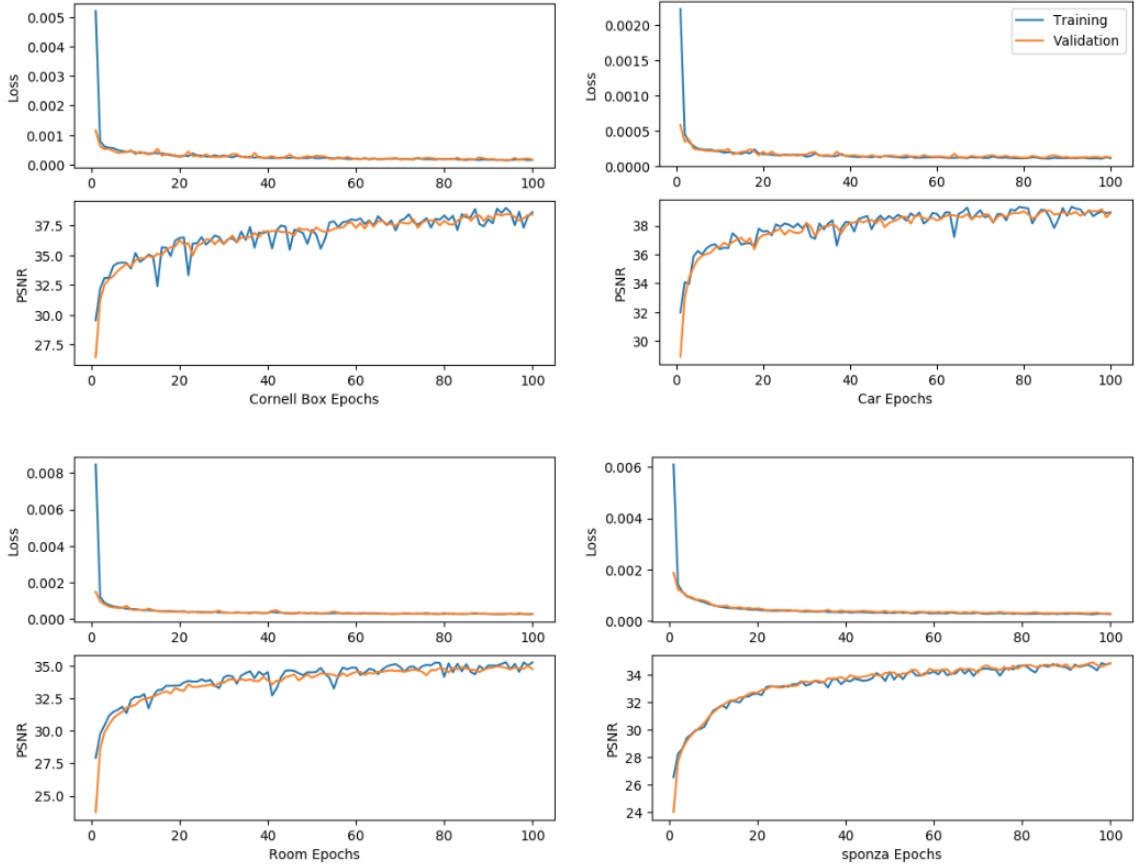 0.005
0.004
0.003
0.002
0.001
0.000
Loss
0 20 40 60 80 100
37.5
35.0
32.5
30.0
27.5
PSNR
0 20 40 60 80 100
Cornell Box Epochs
0.0020
0.0015
0.0010
0.0005
0.0000
Loss
Training
Validation
0 20 40 60 80 100
38
36
34
32
30
PSNR
0 20 40 60 80 100
Car Epochs
0.008
0.006
0.004
0.002
0.000
Loss
0 20 40 60 80 100
35.0
32.5
30.0
27.5
25.0
PSNR
0 20 40 60 80 100
Room Epochs
0.006
0.004
0.002
0.000
Loss
0 20 40 60 80 100
34
32
30
28
26
24
PSNR
0 20 40 60 80 100
sponza Epochs